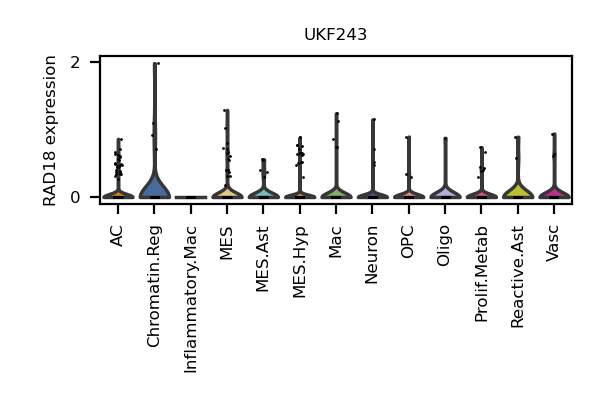 UKF243
RAD18 expression
2
0
AC
Chromatin.Reg
Inflammatory.Mac
MES
MES.Ast
MES.Hyp
Mac
Neuron
OPC
Oligo
Prolif.Metab
Reactive.Ast
Vasc